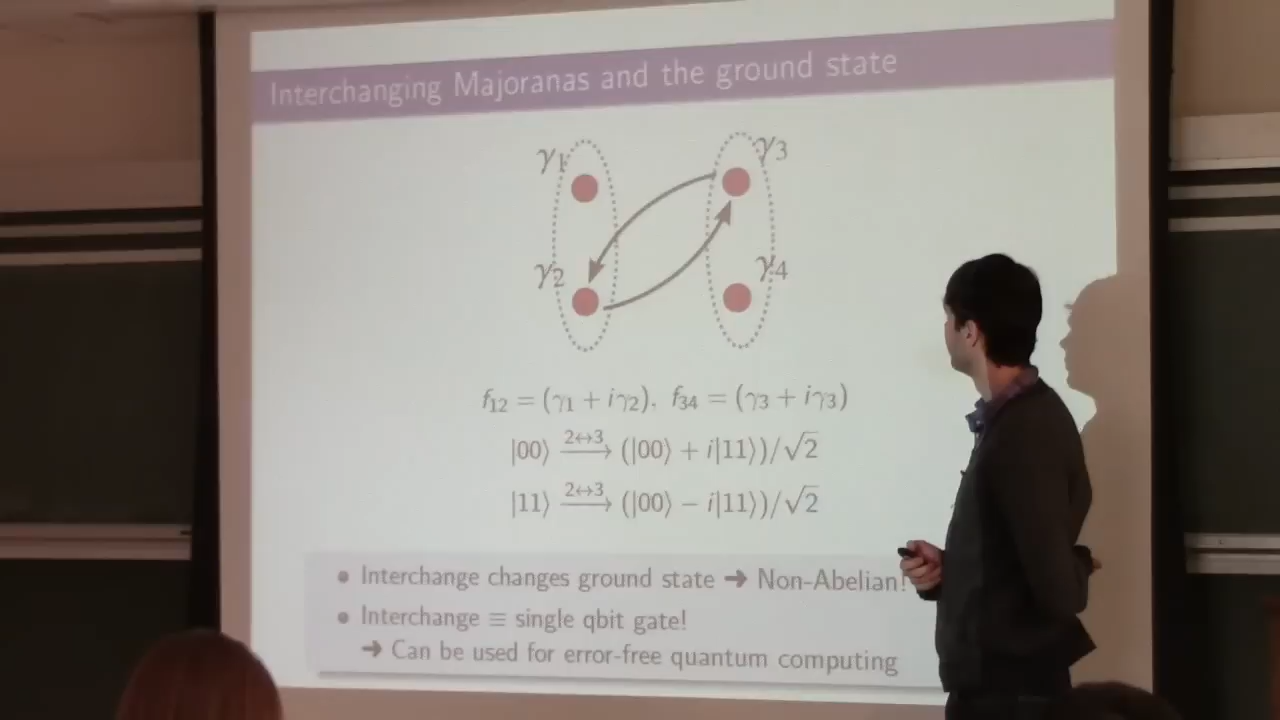 Interchanging Majoranas and the ground state
γ1 γ3
γ2 γ4
f12 = (γ1 + iγ2), f34 = (γ3 + iγ3)
|00⟩ 2↔3⟶ (|00⟩ + i|11⟩)/√2
|11⟩ 2↔3⟶ (|00⟩ − i|11⟩)/√2
• Interchange changes ground state ➜ Non-Abelian!
• Interchange ≡ single qbit gate!
➜ Can be used for error-free quantum computing